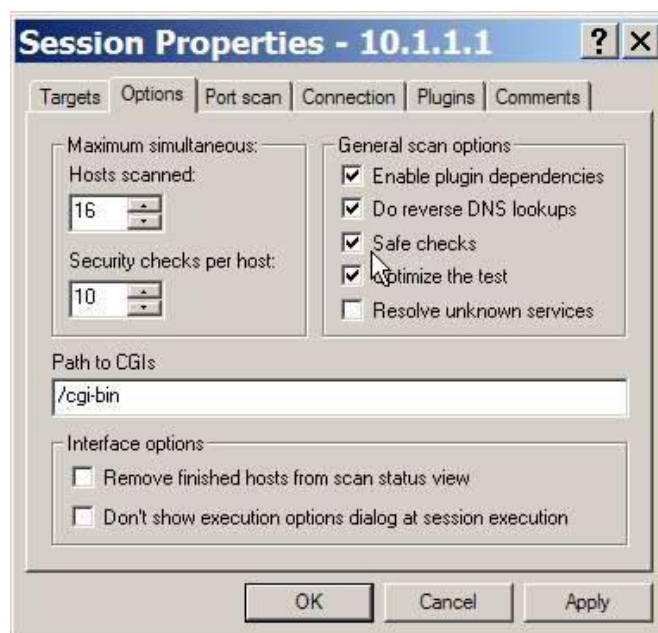 Session Properties - 10.1.1.1
Targets Options Port scan Connection Plugins Comments
Maximum simultaneous:
Hosts scanned:
16
Security checks per host:
10
General scan options
Enable plugin dependencies
Do reverse DNS lookups
Safe checks
Optimize the test
Resolve unknown services
Path to CGIs
/cgi-bin
Interface options
Remove finished hosts from scan status view
Don't show execution options dialog at session execution
OK Cancel Apply